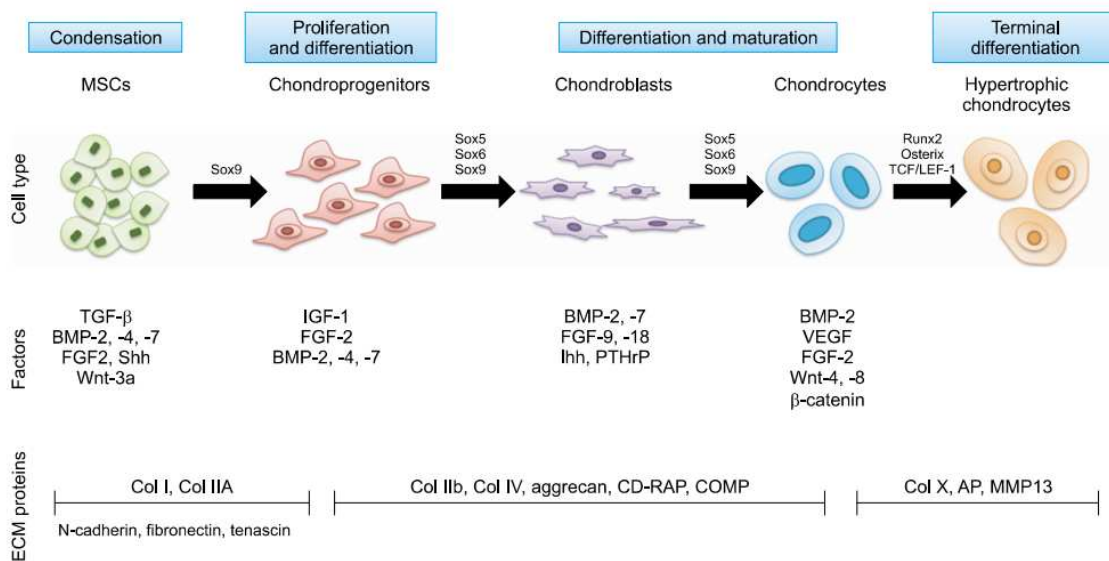 Condensation
Proliferation
and differentiation
Differentiation and maturation
Terminal
differentiation
MSCs
Chondroprogenitors
Chondroblasts
Chondrocytes
Hypertrophic
chondrocytes
Cell type
Sox9
Sox5
Sox6
Sox9
Sox5
Sox6
Sox9
Runx2
Osterix
TCF/LEF-1
Factors
TGF-β
BMP-2, -4, -7
FGF2, Shh
Wnt-3a
IGF-1
FGF-2
BMP-2, -4, -7
BMP-2, -7
FGF-9, -18
Ihh, PTHrP
BMP-2
VEGF
FGF-2
Wnt-4, -8
β-catenin
ECM proteins
Col I, Col IIA
N-cadherin, fibronectin, tenascin
Col IIb, Col IV, aggrecan, CD-RAP, COMP
Col X, AP, MMP13